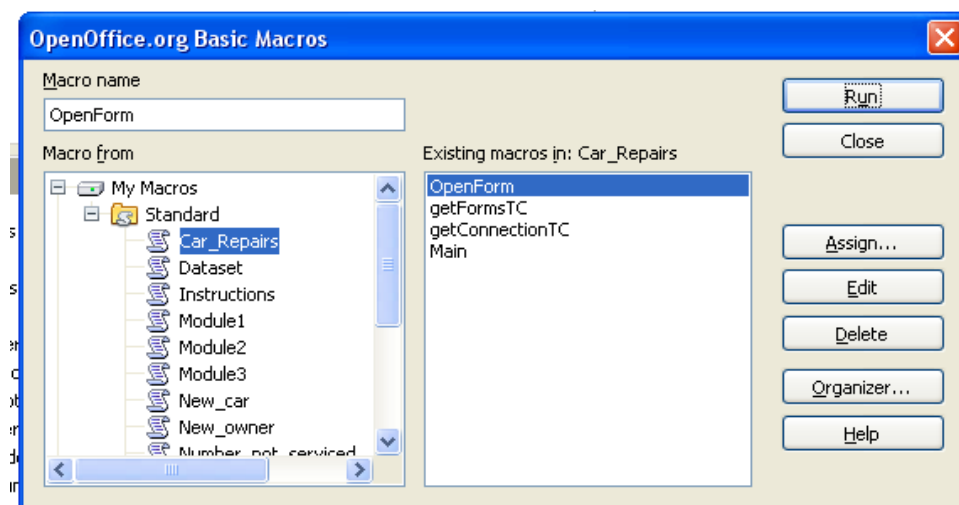 OpenOffice.org Basic Macros
Macro name
OpenForm
Macro from
My Macros
Standard
Car_Repairs
Dataset
Instructions
Module1
Module2
Module3
New_car
New_owner
Number_not_serviced
Existing macros in: Car_Repairs
OpenForm
getFormsTC
getConnectionTC
Main
Run
Close
Assign...
Edit
Delete
Organizer...
Help